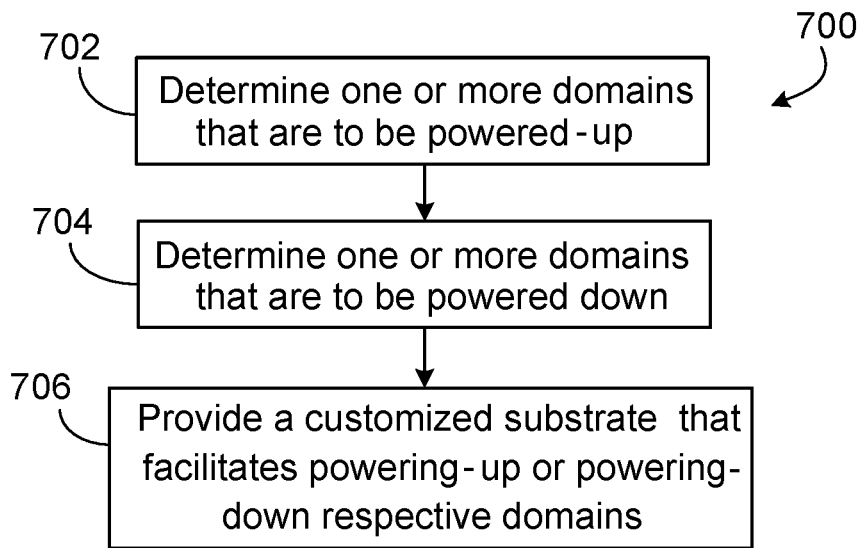 700
702
Determine one or more domains
that are to be powered-up
704
Determine one or more domains
that are to be powered down
706
Provide a customized substrate that
facilitates powering-up or powering-
down respective domains